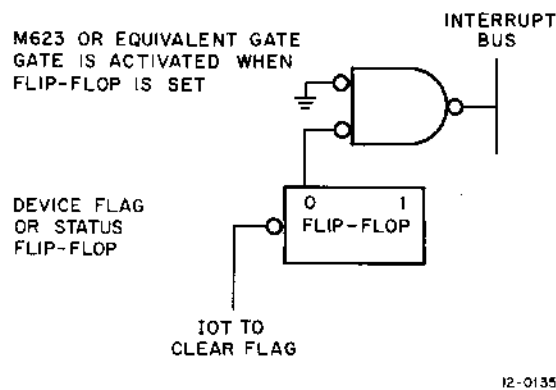 M623 OR EQUIVALENT GATE
GATE IS ACTIVATED WHEN
FLIP-FLOP IS SET
INTERRUPT
BUS
DEVICE FLAG
OR STATUS
FLIP-FLOP
0 1
FLIP-FLOP
IOT TO
CLEAR FLAG
12-0135